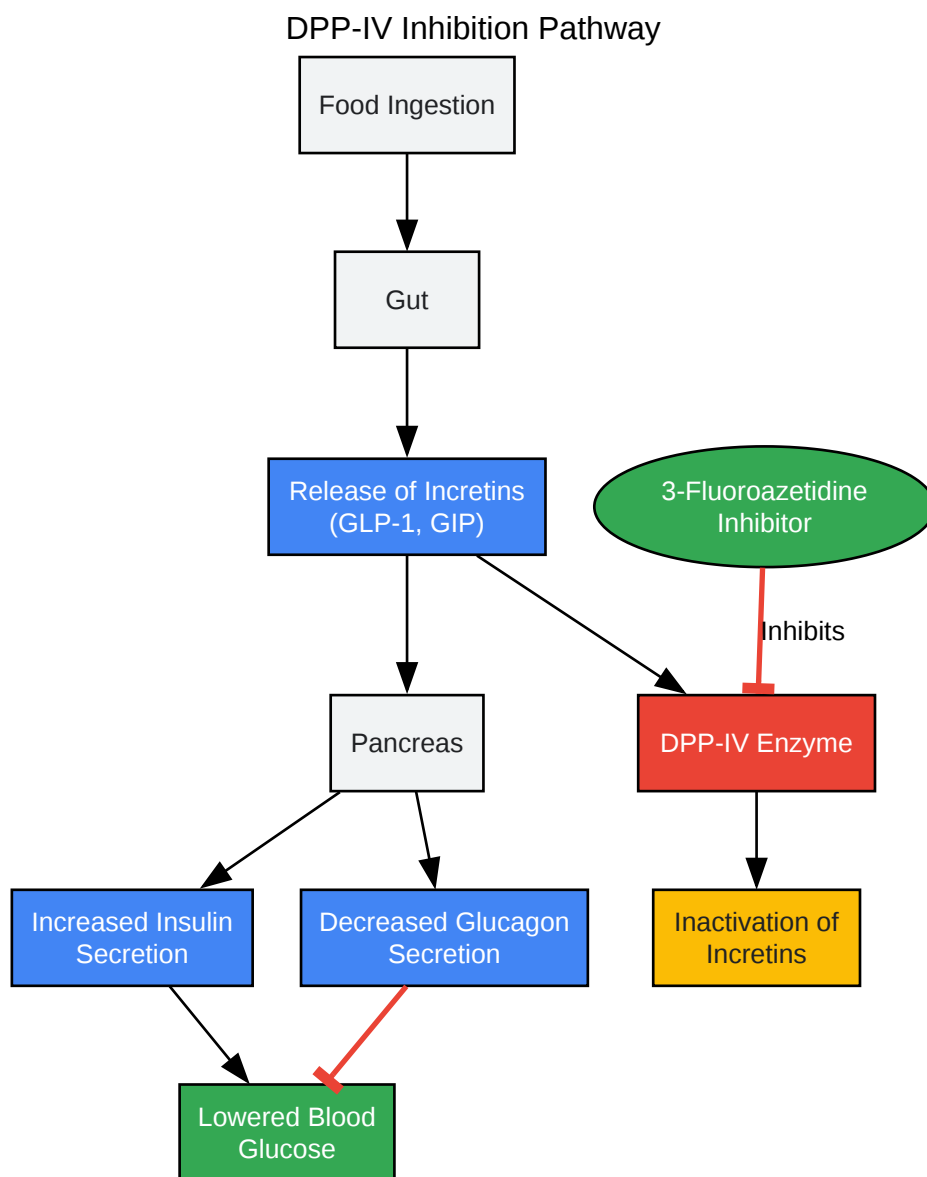 DPP-IV Inhibition Pathway
Food Ingestion
Gut
Release of Incretins
(GLP-1, GIP)
3-Fluoroazetidine
Inhibitor
Inhibits
Pancreas
DPP-IV Enzyme
Increased Insulin
Secretion
Decreased Glucagon
Secretion
Inactivation of
Incretins
Lowered Blood
Glucose